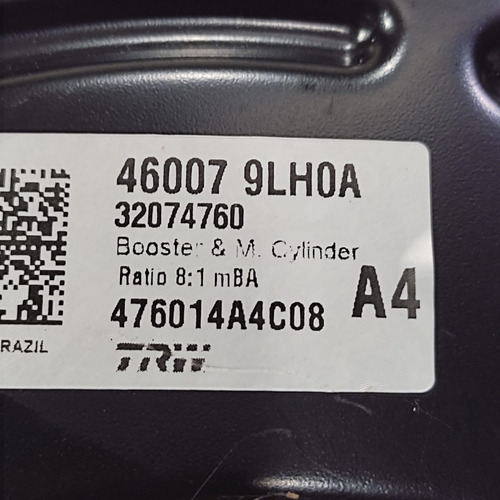 46007 9LH0A
32074760
Booster & M. Cylinder
Ratio 8:1 mBA
A4
476014A4C08
RAZIL
TRW